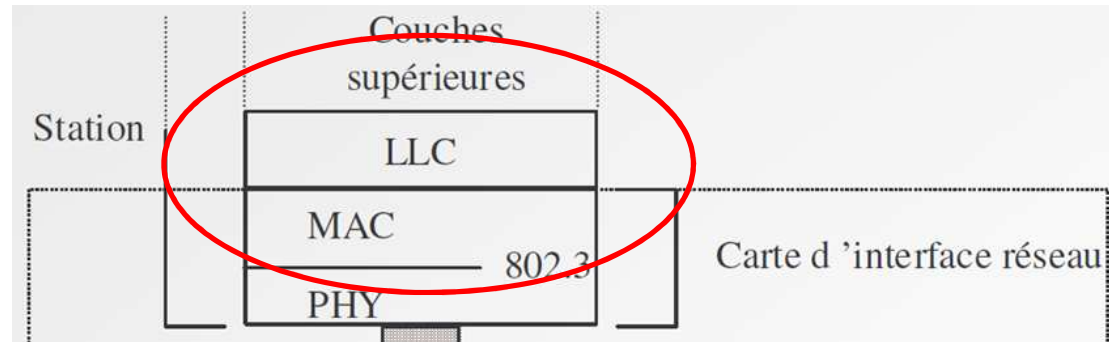 Couches
supérieures
Station
LLC
MAC
802.3
Carte d ’interface réseau
PHY